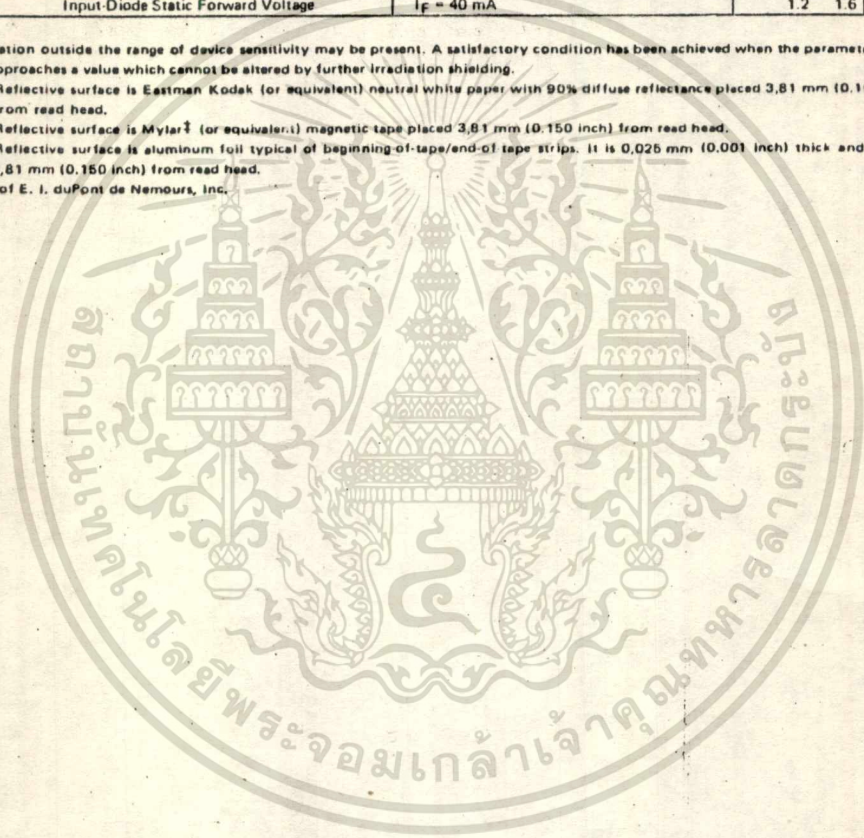 Input-Diode Static Forward Voltage IF = 40 mA 1.2 1.6
ation outside the range of device sensitivity may be present. A satisfactory condition has been achieved when the paramet
pproaches a value which cannot be altered by further irradiation shielding.
Reflective surface is Eastman Kodak (or equivalent) neutral white paper with 90% diffuse reflectance placed 3,81 mm (0.1
rom read head.
Reflective surface is Mylar‡ (or equivalent) magnetic tape placed 3,81 mm (0.150 inch) from read head.
Reflective surface is aluminum foil typical of beginning-of-tape/end-of tape strips. It is 0,025 mm (0.001 inch) thick and
,81 mm (0.150 inch) from read head.
of E. I. duPont de Nemours, Inc.
สถาบันเทคโนโลยีพระจอมเกล้าเจ้าคุณทหารลาดกระบัง